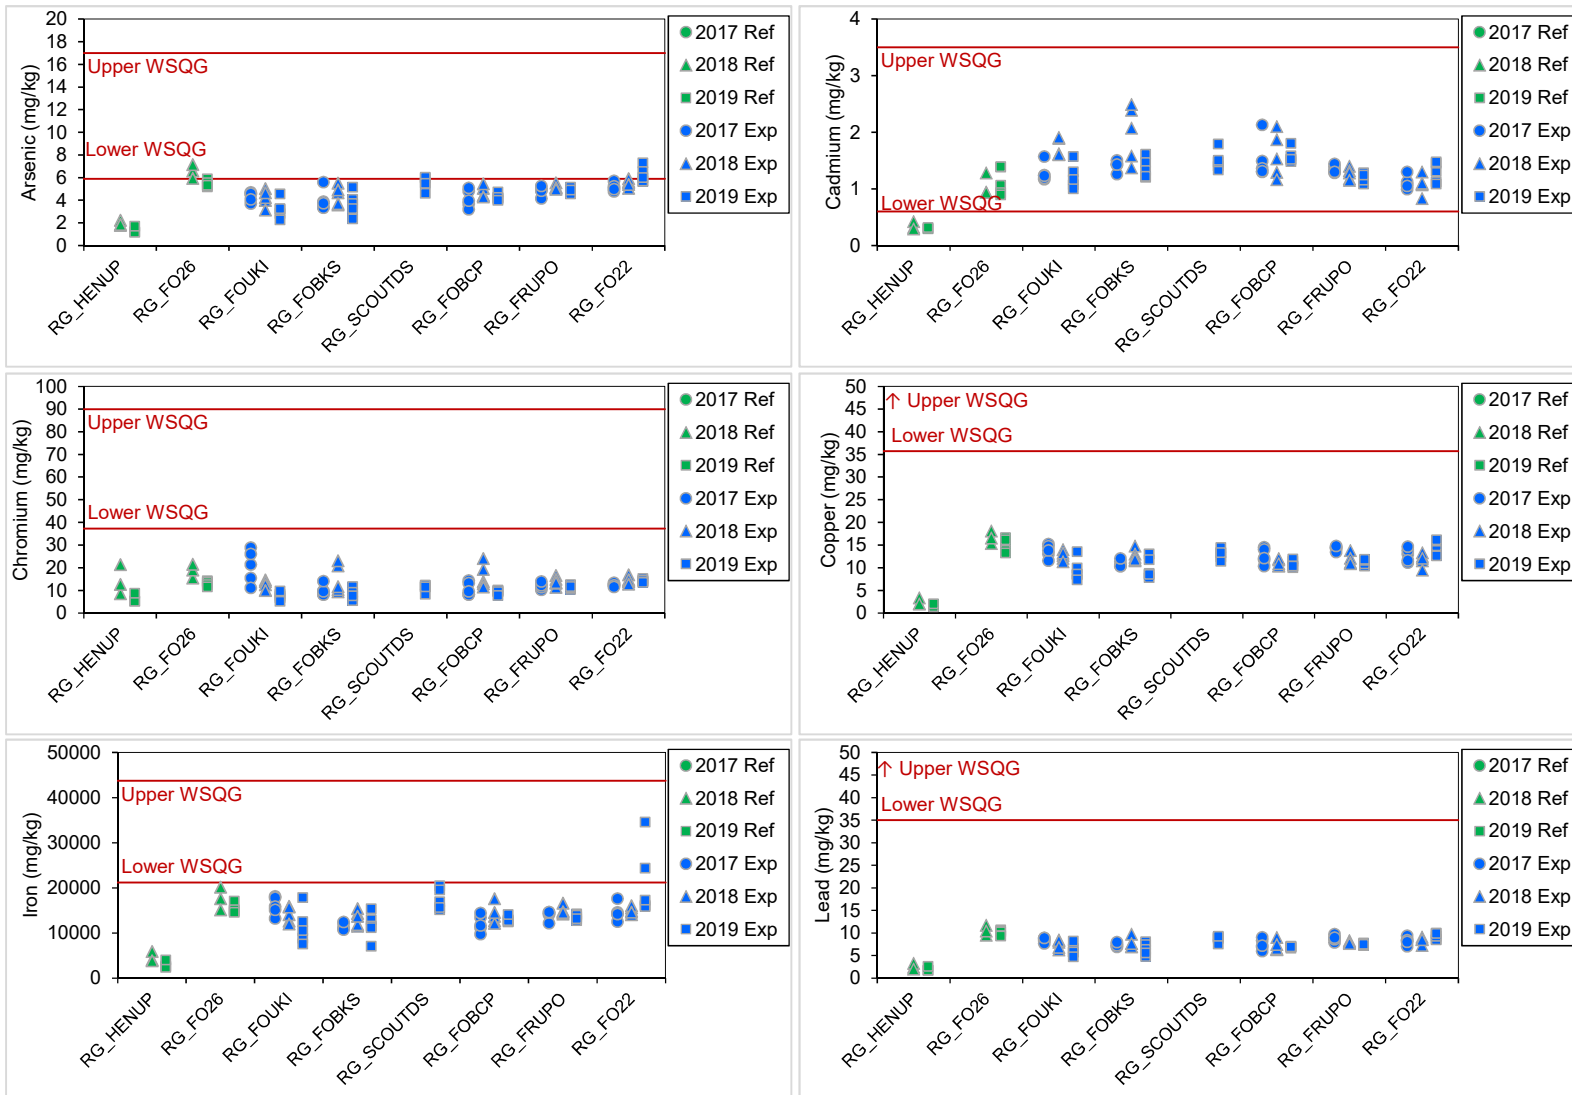 20
18
16
14
12
10
8
6
4
2
0
Arsenic (mg/kg)
Upper WSQG
Lower WSQG
RG_HENUP
RG_FO26
RG_FOUKI
RG_FOBKS
RG_SCOUTDS
RG_FOBCP
RG_FRUPO
RG_FO22
2017 Ref
2018 Ref
2019 Ref
2017 Exp
2018 Exp
2019 Exp
4
3
2
1
0
Cadmium (mg/kg)
Upper WSQG
Lower WSQG
RG_HENUP
RG_FO26
RG_FOUKI
RG_FOBKS
RG_SCOUTDS
RG_FOBCP
RG_FRUPO
RG_FO22
2017 Ref
2018 Ref
2019 Ref
2017 Exp
2018 Exp
2019 Exp
100
90
80
70
60
50
40
30
20
10
0
Chromium (mg/kg)
Upper WSQG
Lower WSQG
RG_HENUP
RG_FO26
RG_FOUKI
RG_FOBKS
RG_SCOUTDS
RG_FOBCP
RG_FRUPO
RG_FO22
2017 Ref
2018 Ref
2019 Ref
2017 Exp
2018 Exp
2019 Exp
50
45
40
35
30
25
20
15
10
5
0
Copper (mg/kg)
↑ Upper WSQG
Lower WSQG
RG_HENUP
RG_FO26
RG_FOUKI
RG_FOBKS
RG_SCOUTDS
RG_FOBCP
RG_FRUPO
RG_FO22
2017 Ref
2018 Ref
2019 Ref
2017 Exp
2018 Exp
2019 Exp
50000
40000
30000
20000
10000
0
Iron (mg/kg)
Upper WSQG
Lower WSQG
RG_HENUP
RG_FO26
RG_FOUKI
RG_FOBKS
RG_SCOUTDS
RG_FOBCP
RG_FRUPO
RG_FO22
2017 Ref
2018 Ref
2019 Ref
2017 Exp
2018 Exp
2019 Exp
50
45
40
35
30
25
20
15
10
5
0
Lead (mg/kg)
↑ Upper WSQG
Lower WSQG
RG_HENUP
RG_FO26
RG_FOUKI
RG_FOBKS
RG_SCOUTDS
RG_FOBCP
RG_FRUPO
RG_FO22
2017 Ref
2018 Ref
2019 Ref
2017 Exp
2018 Exp
2019 Exp